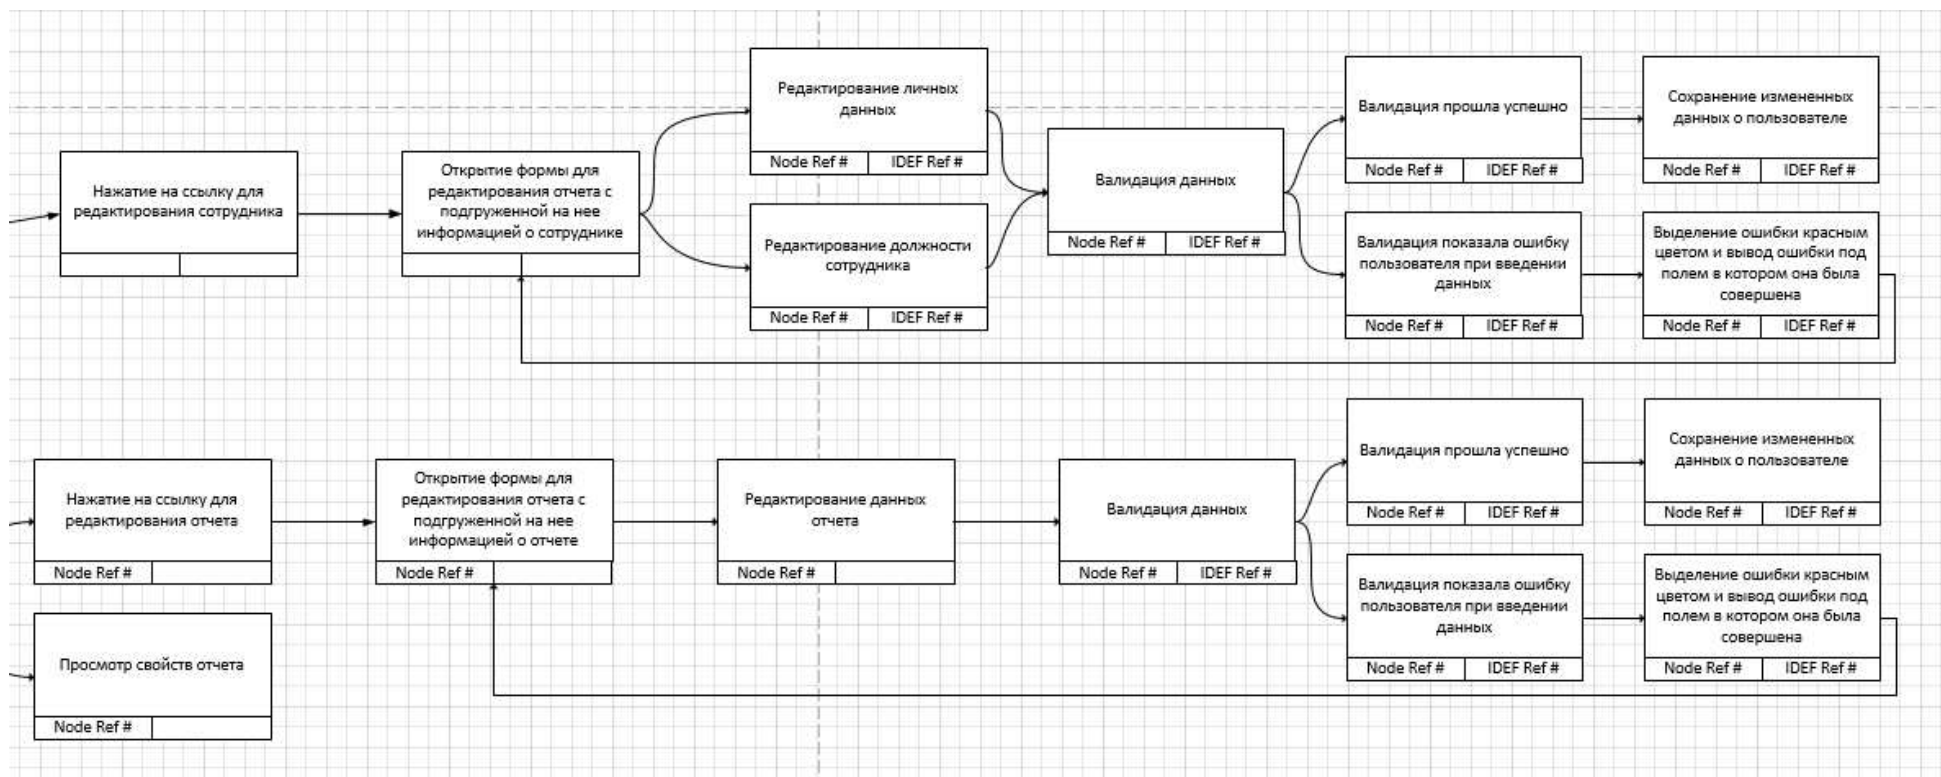 Нажатие на ссылку для
редактирования сотрудника
Открытие формы для
редактирования отчета с
подгруженной на нее
информацией о сотруднике
Редактирование личных
данных
Node Ref # IDEF Ref #
Редактирование должности
сотрудника
Node Ref # IDEF Ref #
Валидация данных
Node Ref # IDEF Ref #
Валидация прошла успешно
Node Ref # IDEF Ref #
Сохранение измененных
данных о пользователе
Node Ref # IDEF Ref #
Валидация показала ошибку
пользователя при введении
данных
Node Ref # IDEF Ref #
Выделение ошибки красным
цветом и вывод ошибки под
полем в котором она была
совершена
Node Ref # IDEF Ref #
Нажатие на ссылку для
редактирования отчета
Node Ref #
Открытие формы для
редактирования отчета с
подгруженной на нее
информацией о отчете
Node Ref #
Редактирование данных
отчета
Node Ref #
Валидация данных
Node Ref # IDEF Ref #
Валидация прошла успешно
Node Ref # IDEF Ref #
Сохранение измененных
данных о пользователе
Node Ref # IDEF Ref #
Валидация показала ошибку
пользователя при введении
данных
Node Ref # IDEF Ref #
Выделение ошибки красным
цветом и вывод ошибки под
полем в котором она была
совершена
Node Ref # IDEF Ref #
Просмотр свойств отчета
Node Ref #